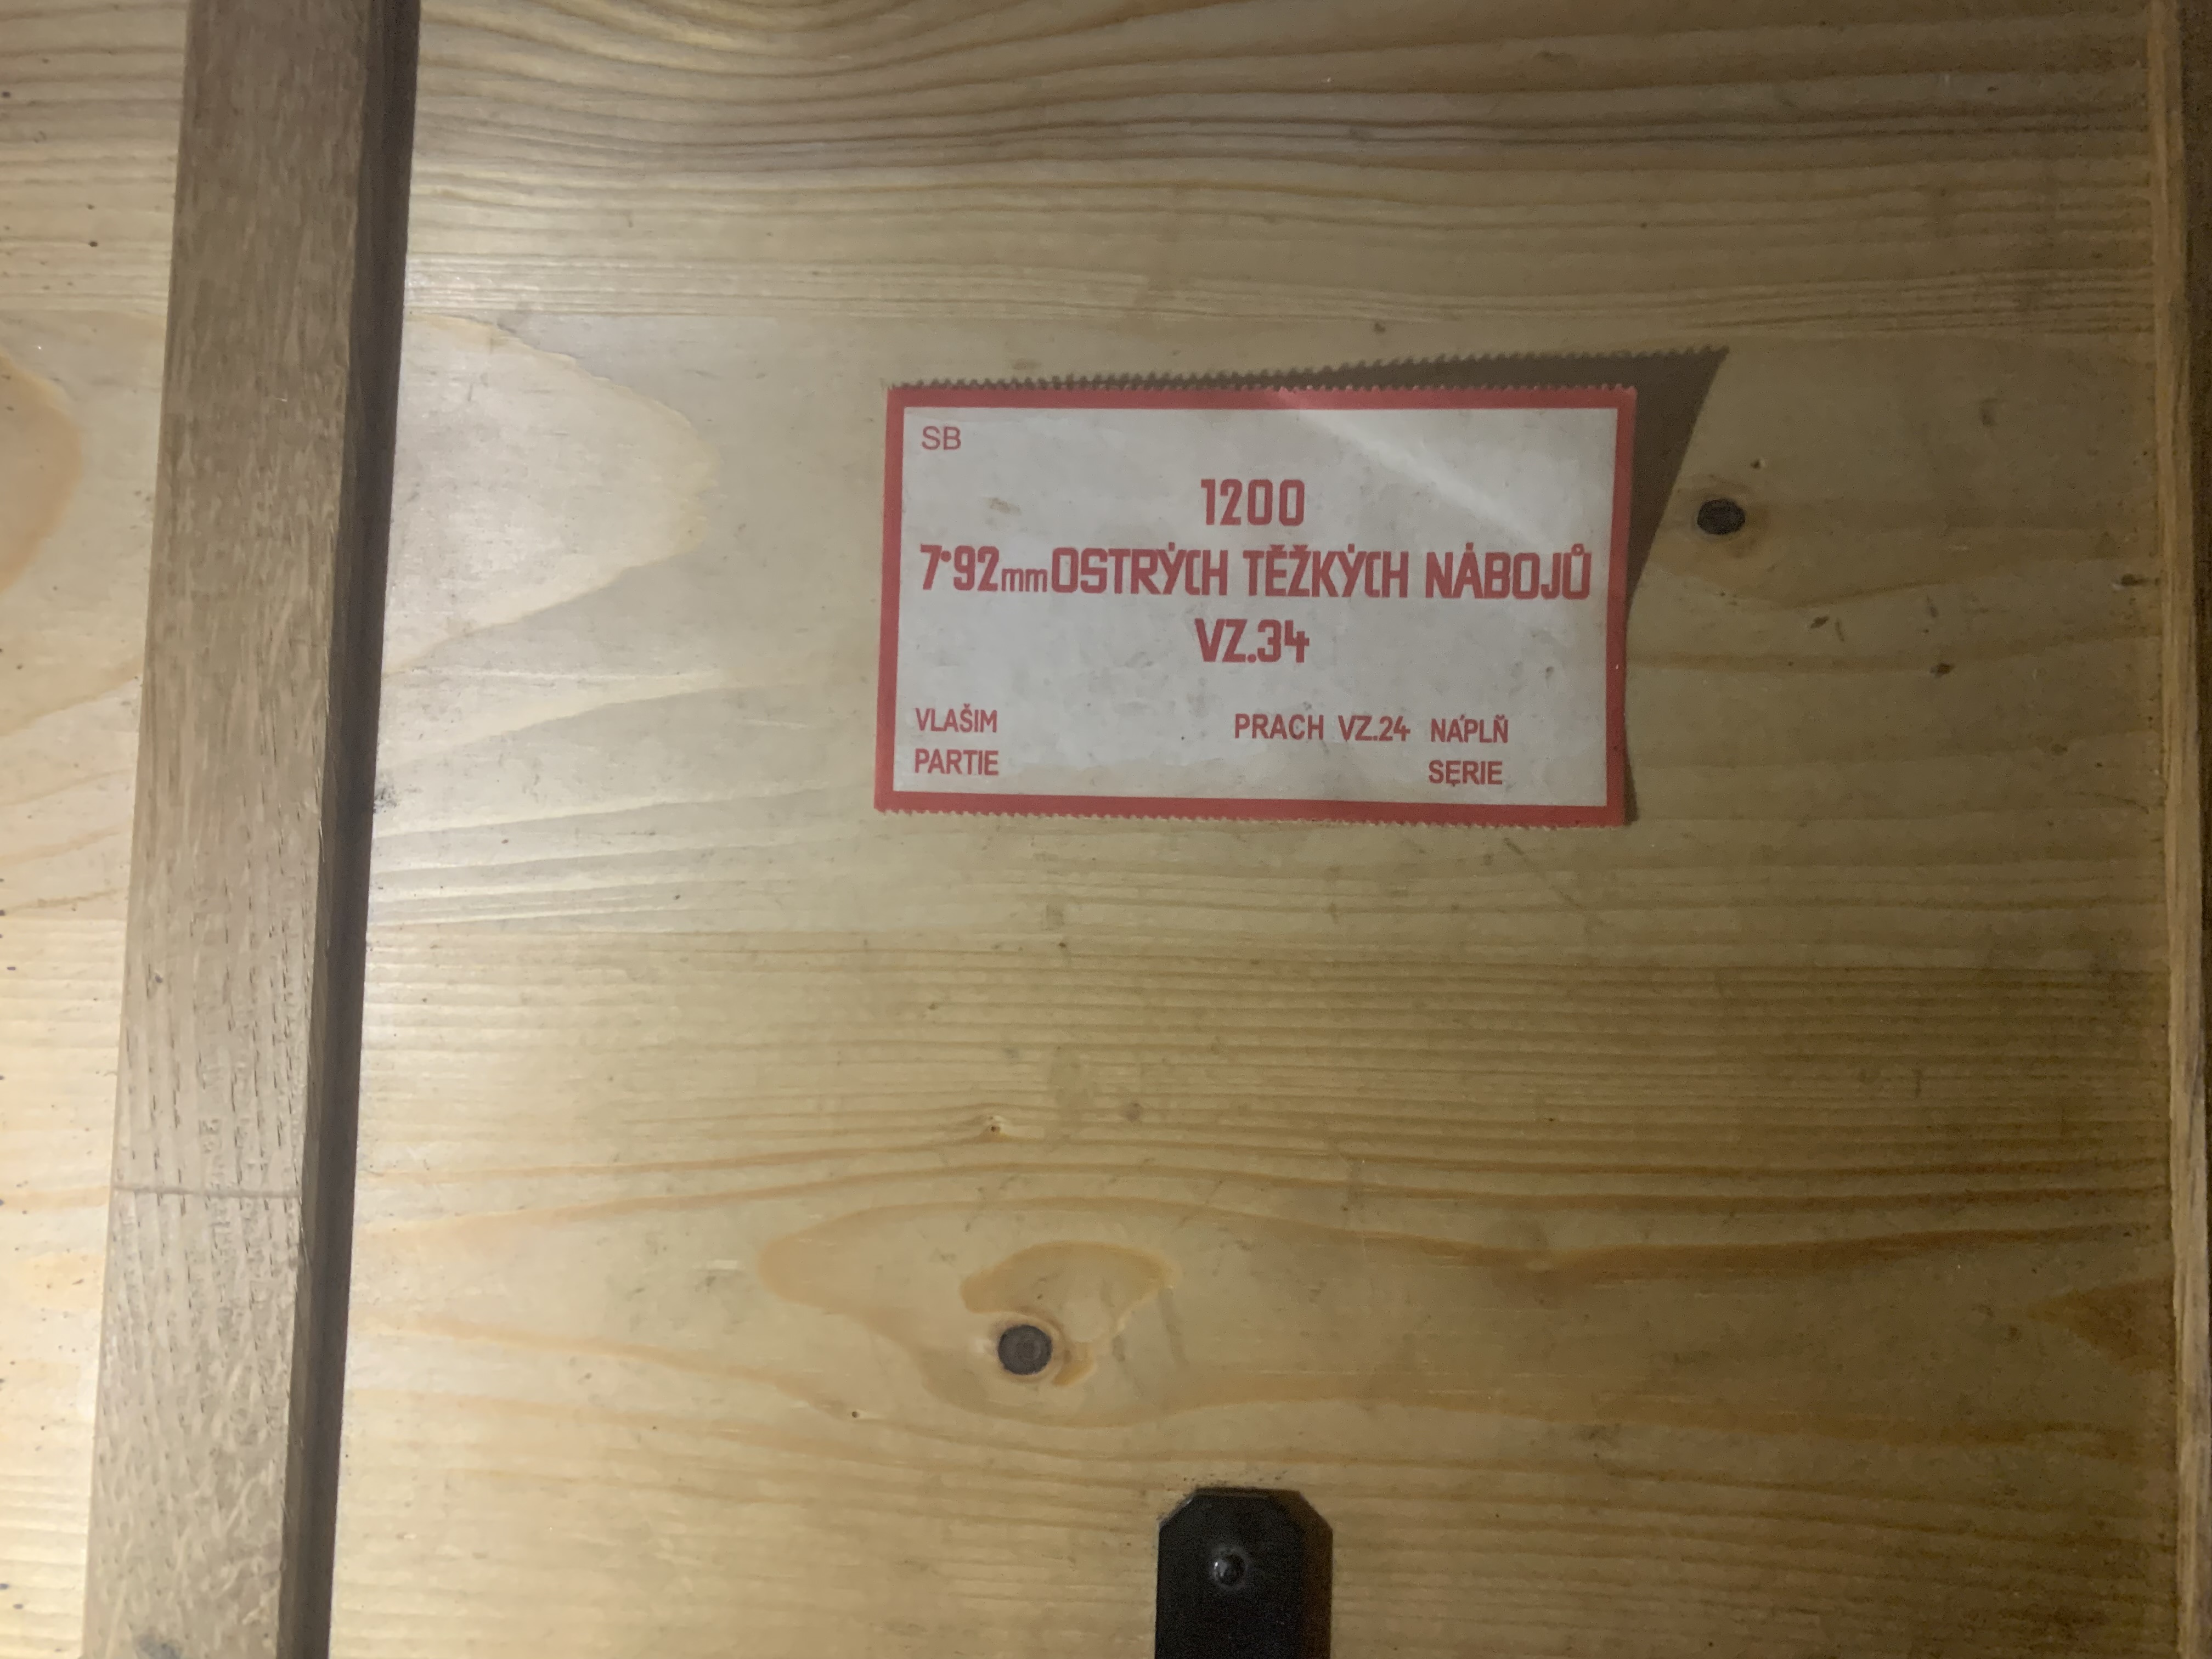 SB
1200
7·92mm OSTRÝCH TĚŽKÝCH NÁBOJŮ
VZ.34
VLAŠIM PRACH VZ.24 NÁPLŇ
PARTIE SERIE